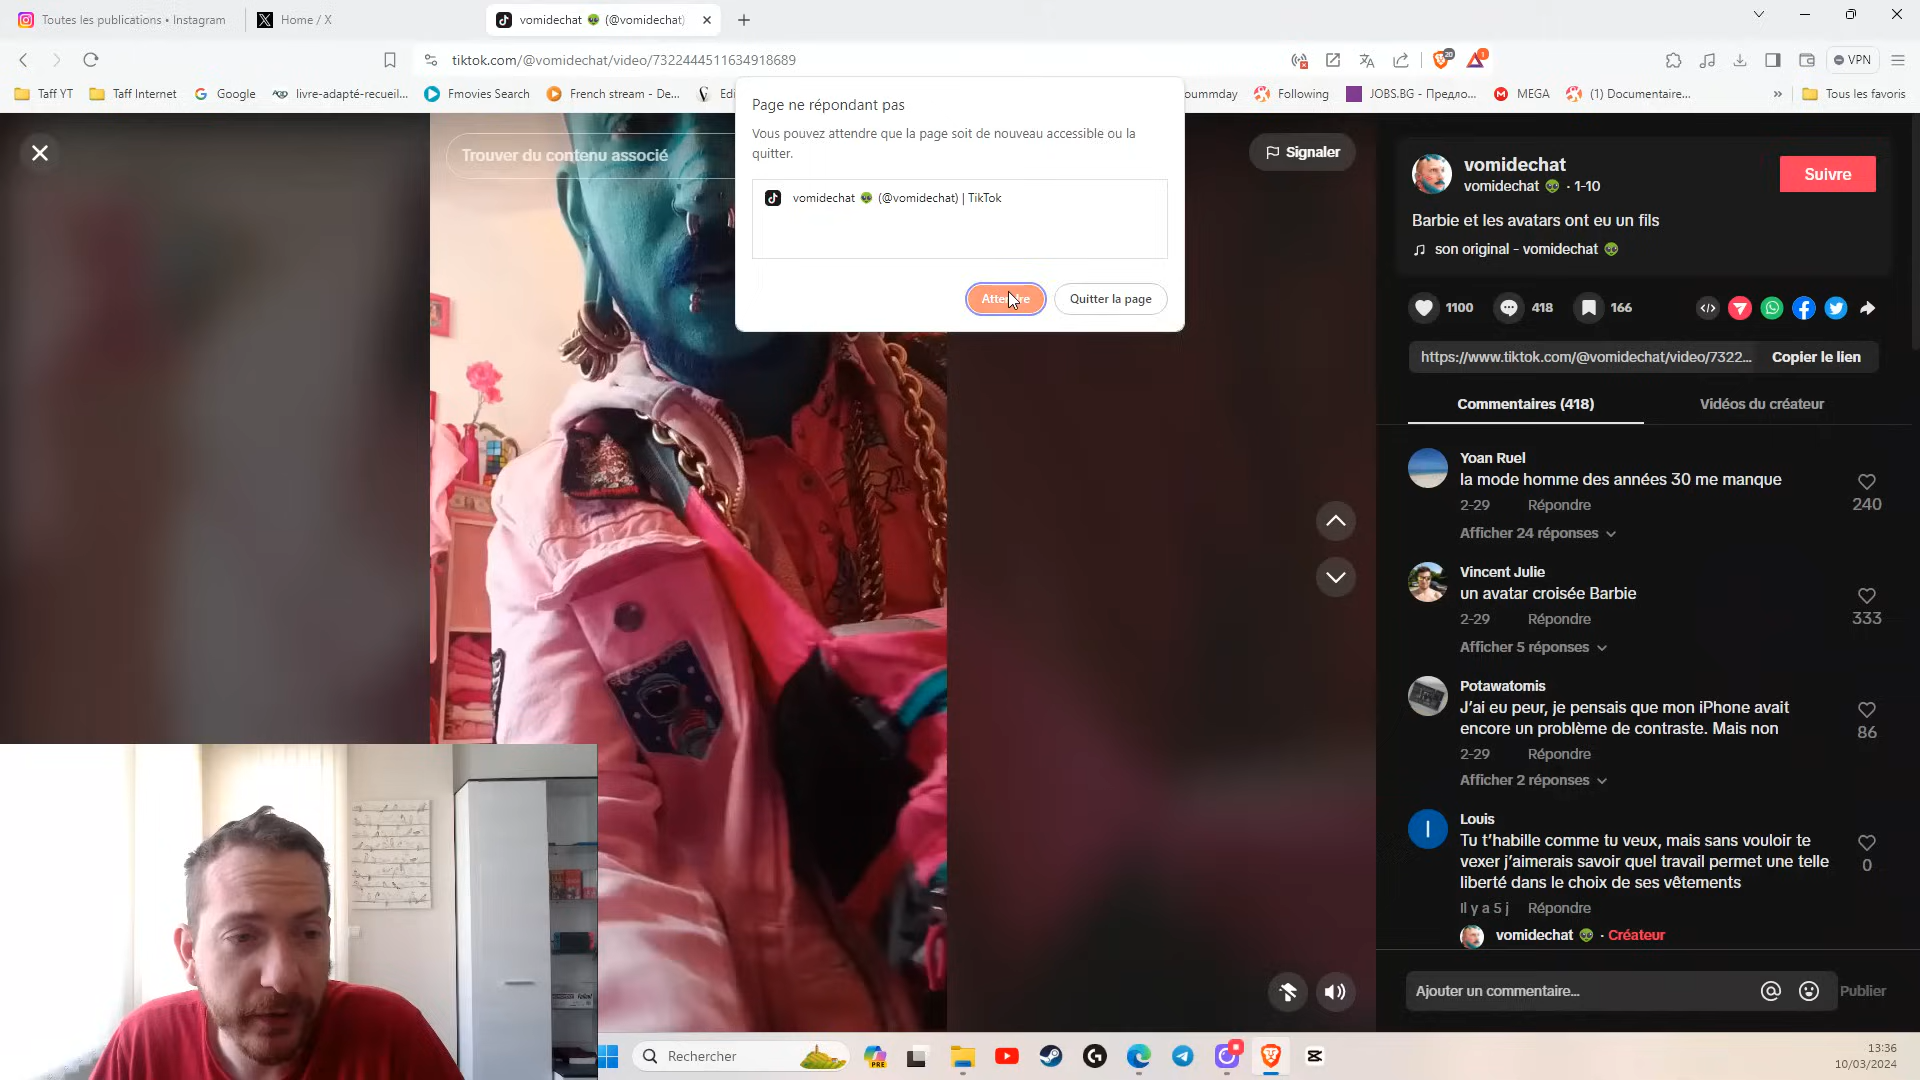 Toutes les publications • Instagram
Home / X
vomidechat 👽 (@vomidechat)
tiktok.com/@vomidechat/video/7322444511634918689
20
1
VPN
Taff YT
Taff Internet
Google
livre-adapté-recueil...
Fmovies Search
French stream - De...
Edi
oummday
Following
JOBS.BG - Предло...
MEGA
(1) Documentaire...
»
Tous les favoris
Page ne répondant pas
Vous pouvez attendre que la page soit de nouveau accessible ou la
quitter.
vomidechat 👽 (@vomidechat) | TikTok
Attendre
Quitter la page
Trouver du contenu associé
Signaler
vomidechat
vomidechat 👽 · 1-10
Suivre
Barbie et les avatars ont eu un fils
son original - vomidechat 👽
1100
418
166
https://www.tiktok.com/@vomidechat/video/7322...
Copier le lien
Commentaires (418)
Vidéos du créateur
Yoan Ruel
la mode homme des années 30 me manque
2-29 Répondre
240
Afficher 24 réponses
Vincent Julie
un avatar croisée Barbie
2-29 Répondre
333
Afficher 5 réponses
Potawatomis
J'ai eu peur, je pensais que mon iPhone avait
encore un problème de contraste. Mais non
2-29 Répondre
86
Afficher 2 réponses
l
Louis
Tu t'habille comme tu veux, mais sans vouloir te
vexer j'aimerais savoir quel travail permet une telle
liberté dans le choix de ses vêtements
0
Il y a 5 j Répondre
vomidechat 👽 · Créateur
Ajouter un commentaire...
Publier
Rechercher
PRE
13:36
10/03/2024